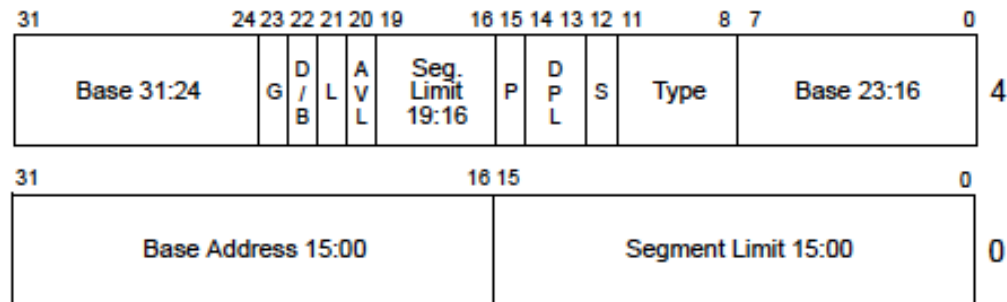 31 24 23 22 21 20 19 16 15 14 13 12 11 8 7 0
Base 31:24 G D/B L AVL Seg. Limit 19:16 P DPL S Type Base 23:16 4
31 16 15 0
Base Address 15:00 Segment Limit 15:00 0